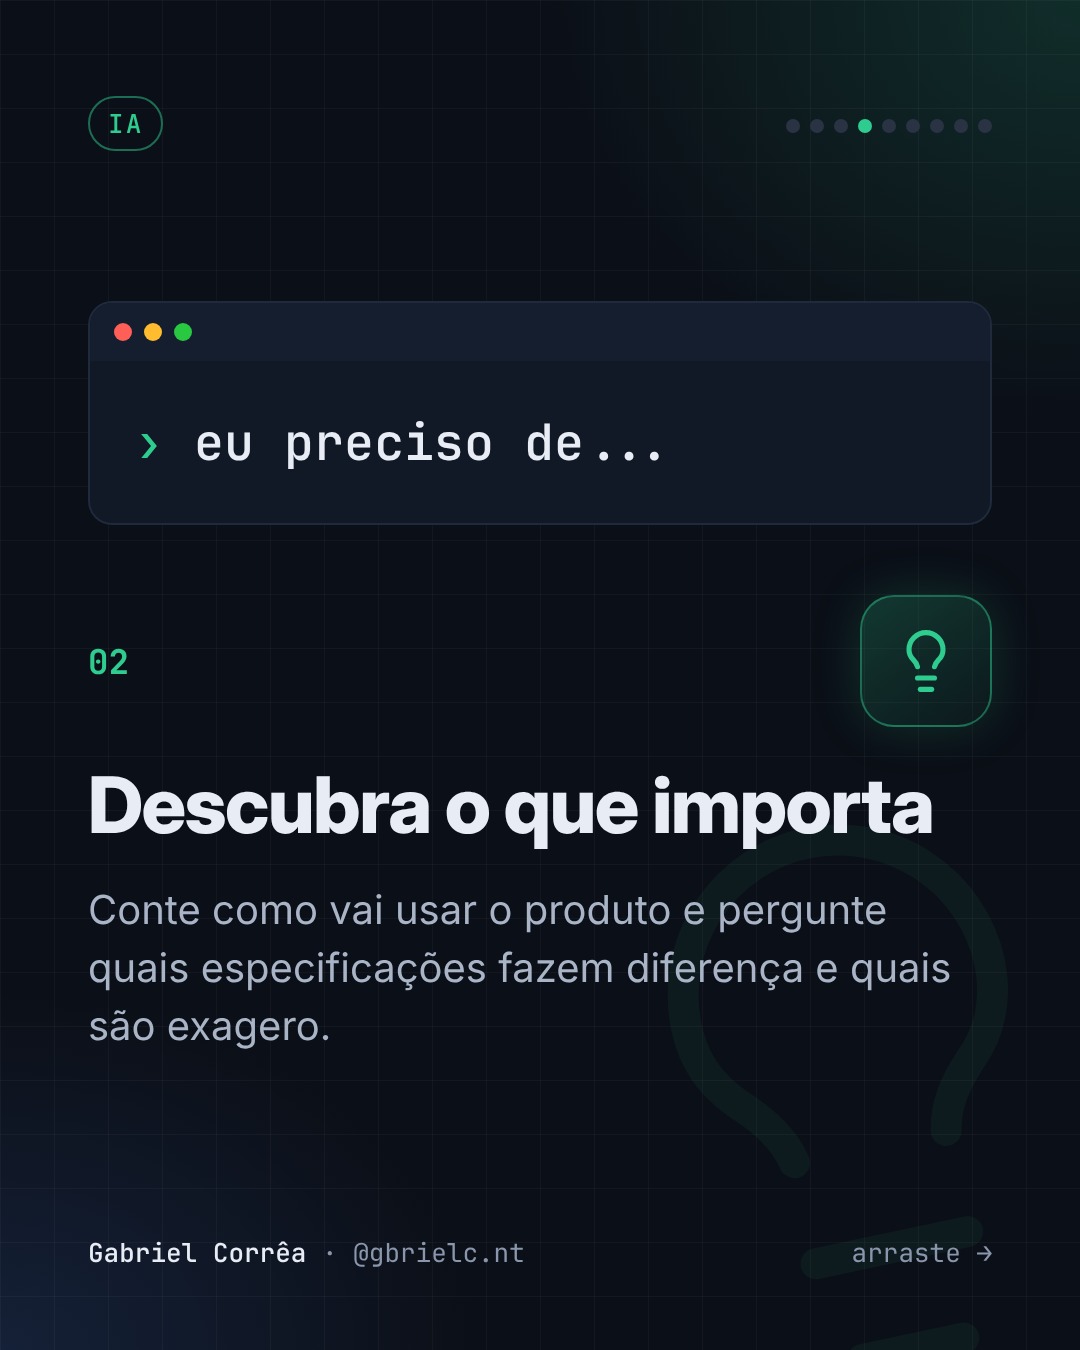 IA
› eu preciso de...
02
Descubra o que importa
Conte como vai usar o produto e pergunte
quais especificações fazem diferença e quais
são exagero.
Gabriel Corrêa · @gbrielc.nt
arraste →